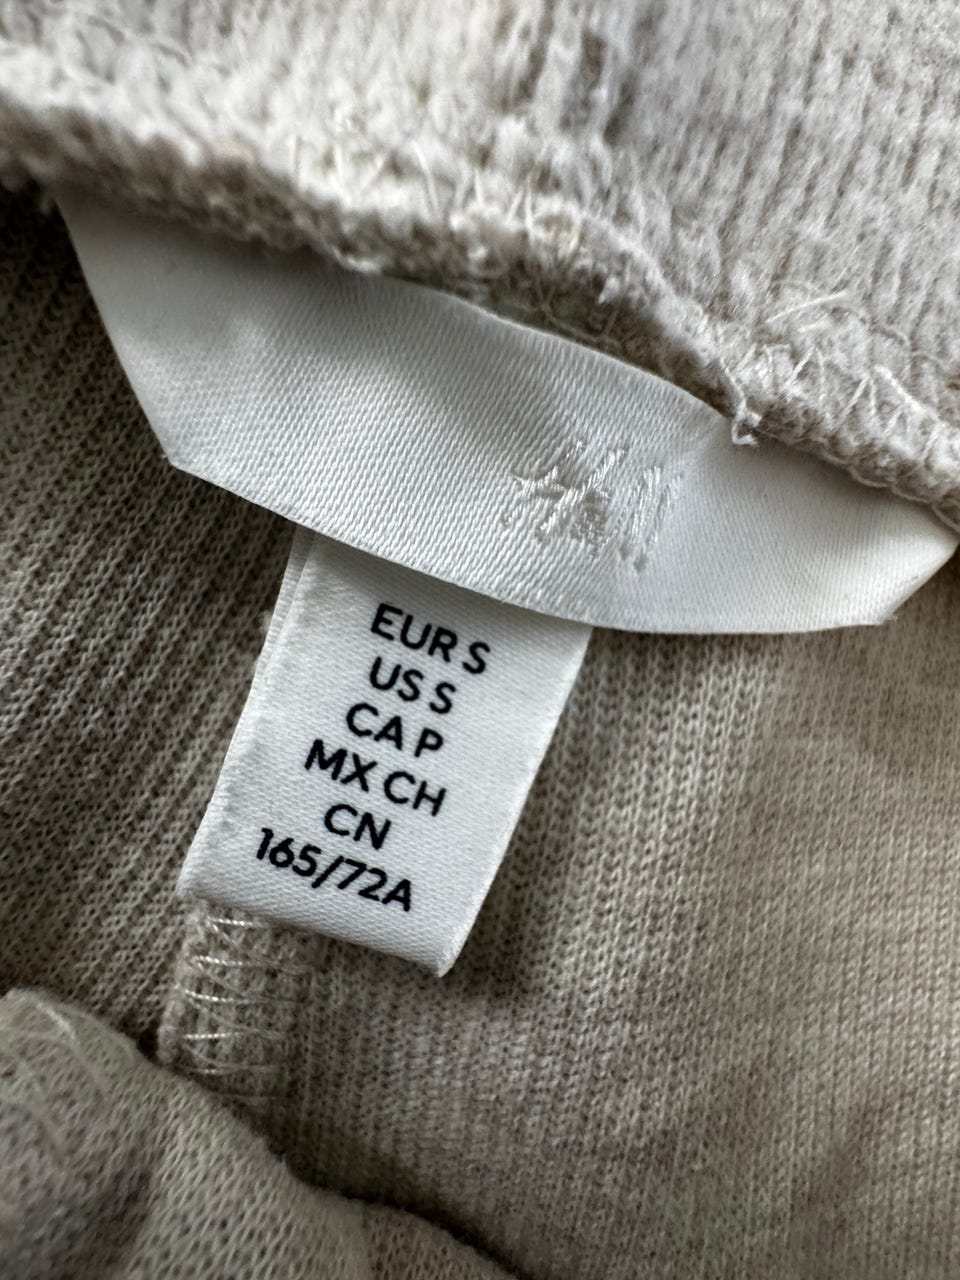 H&M
EUR S
US S
CA P
MX CH
CN
165/72A